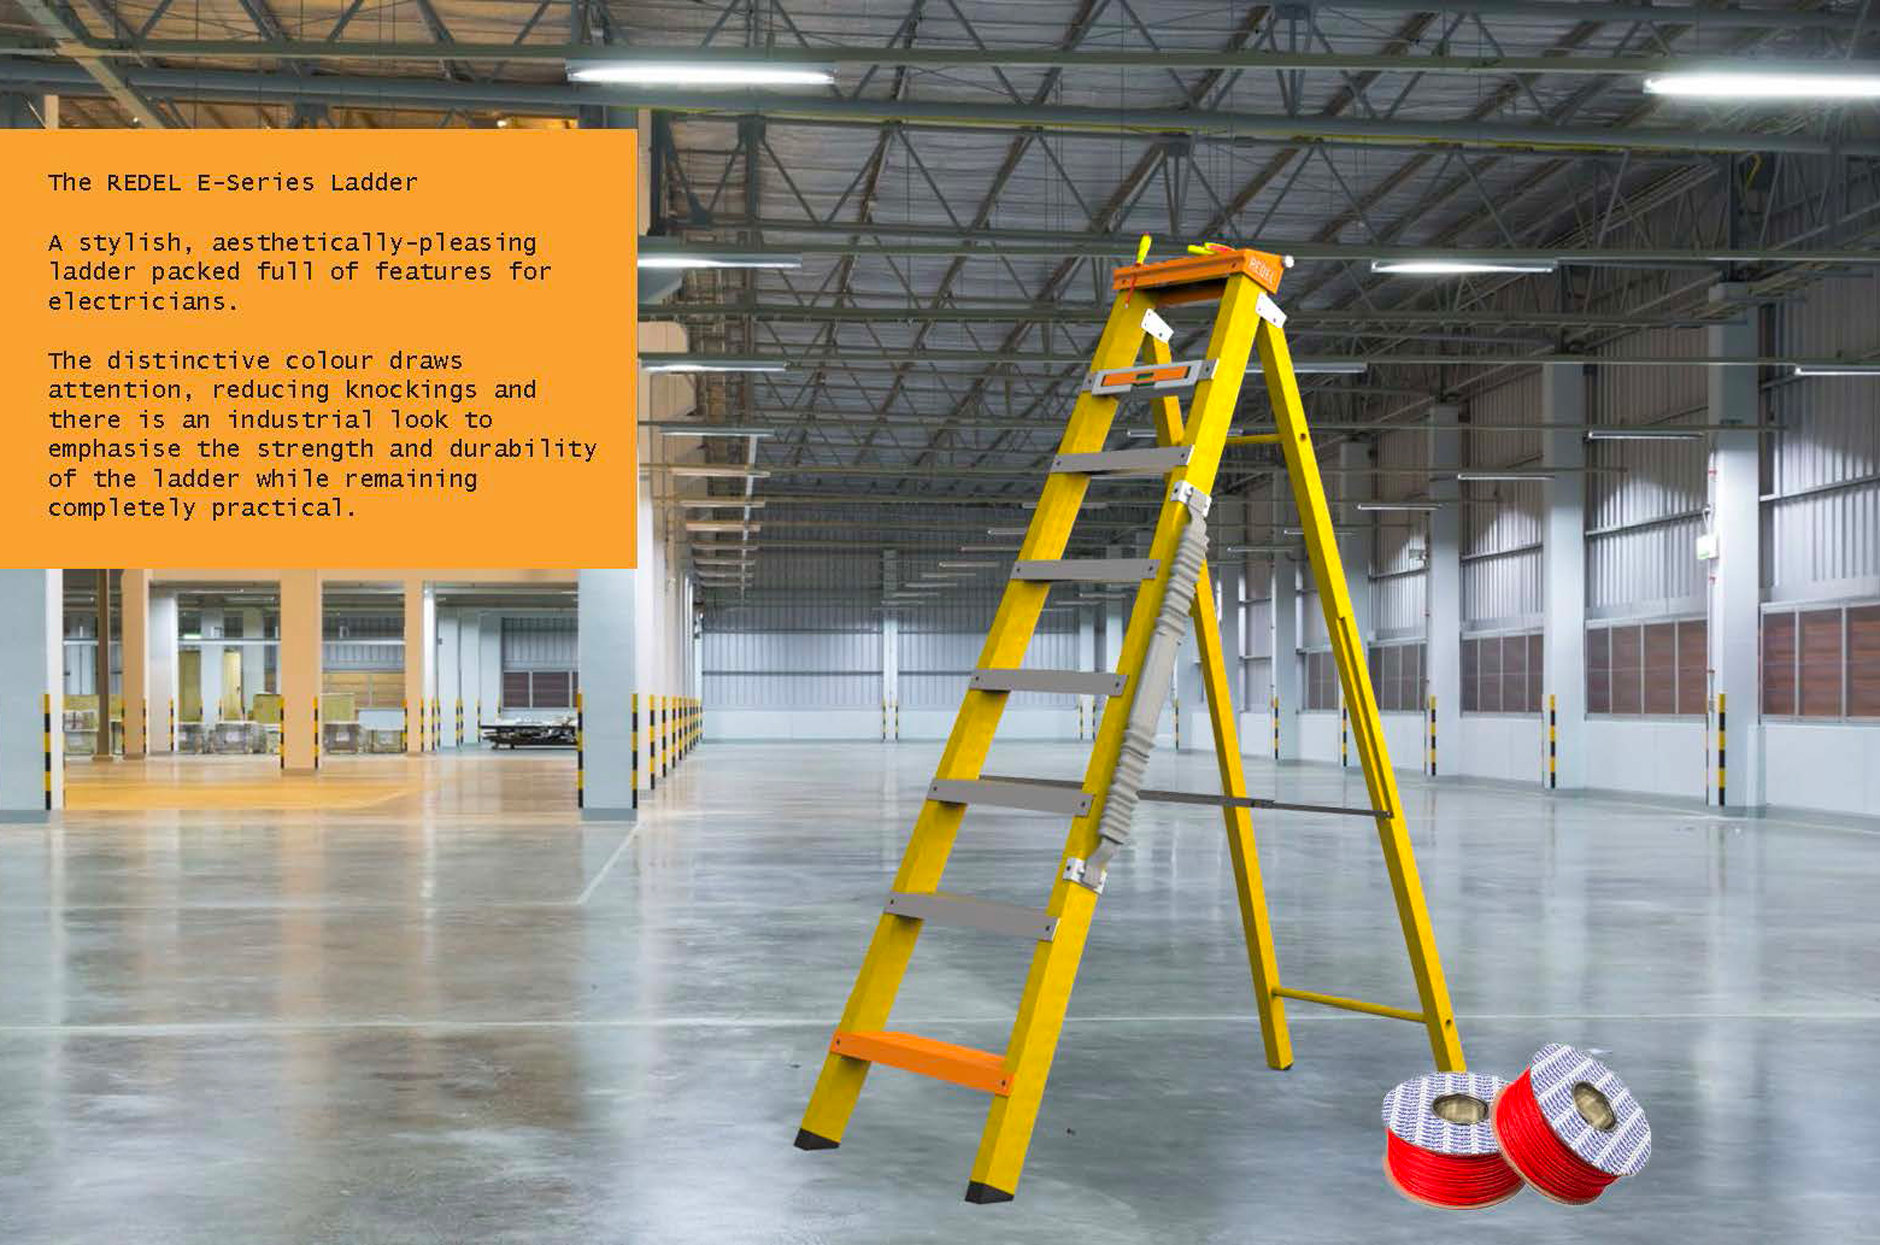 The REDEL E-Series Ladder
A stylish, aesthetically-pleasing
ladder packed full of features for
electricians.
The distinctive colour draws
attention, reducing knockings and
there is an industrial look to
emphasise the strength and durability
of the ladder while remaining
completely practical.
REDEL